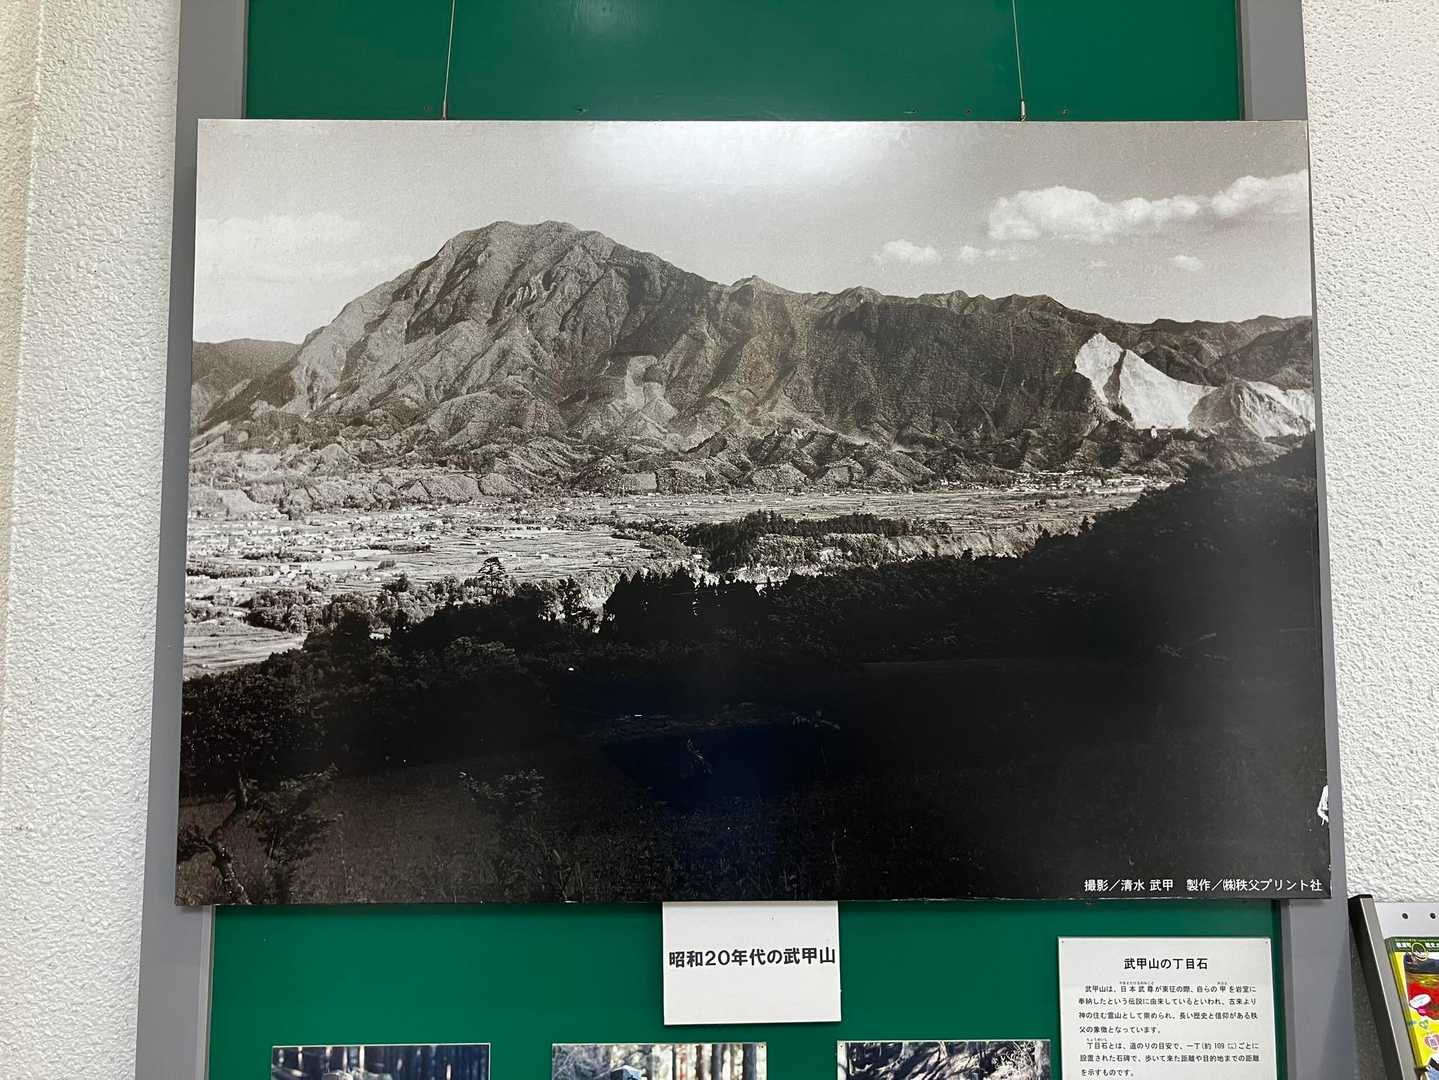 撮影／清水 武甲　製作／㈱秩父プリント社
昭和20年代の武甲山
武甲山の丁目石
武甲山は、日本武尊が東征の際、自らの甲を岩室に
奉納したという伝説に由来しているといわれ、古来より
神の住む霊山として崇められ、長い歴史と信仰がある秩
父の象徴となっています。
丁目石とは、道のりの目安で、一丁(約109㍍)ごとに
設置された石碑で、歩いて来た距離や目的地までの距離
を示すものです。